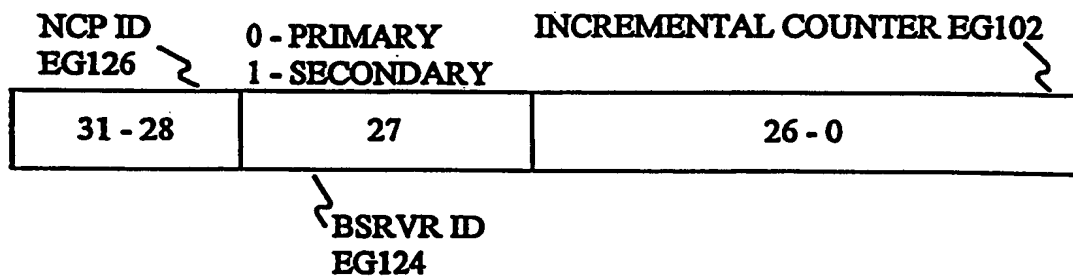 NCP ID
EG126
0 - PRIMARY
1 - SECONDARY
INCREMENTAL COUNTER EG102
31 - 28
27
26 - 0
BSRVR ID
EG124